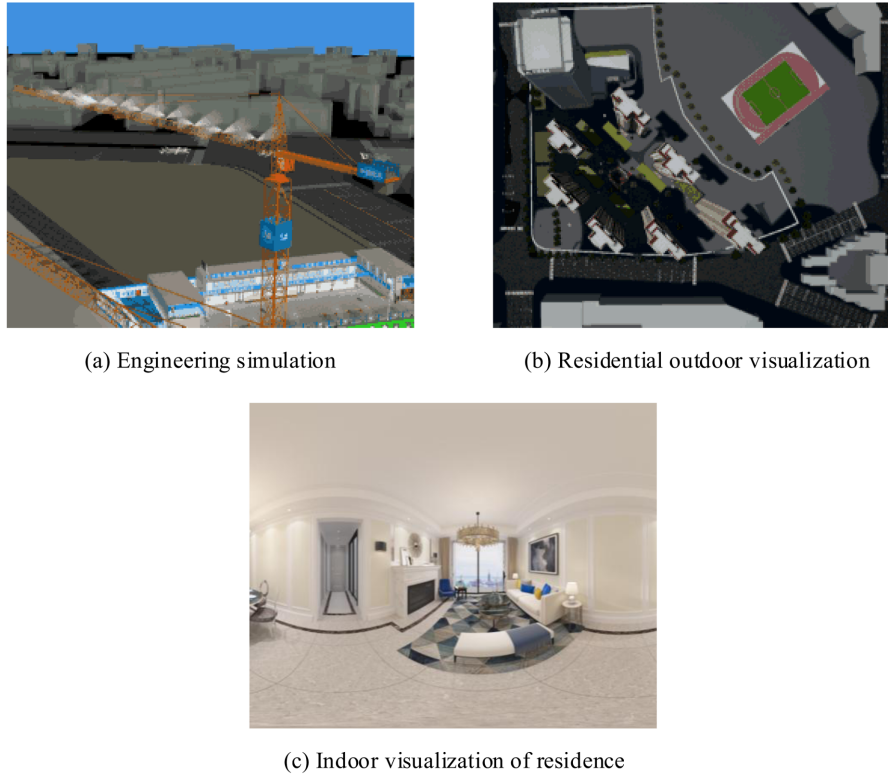 (a) Engineering simulation
(b) Residential outdoor visualization
(c) Indoor visualization of residence